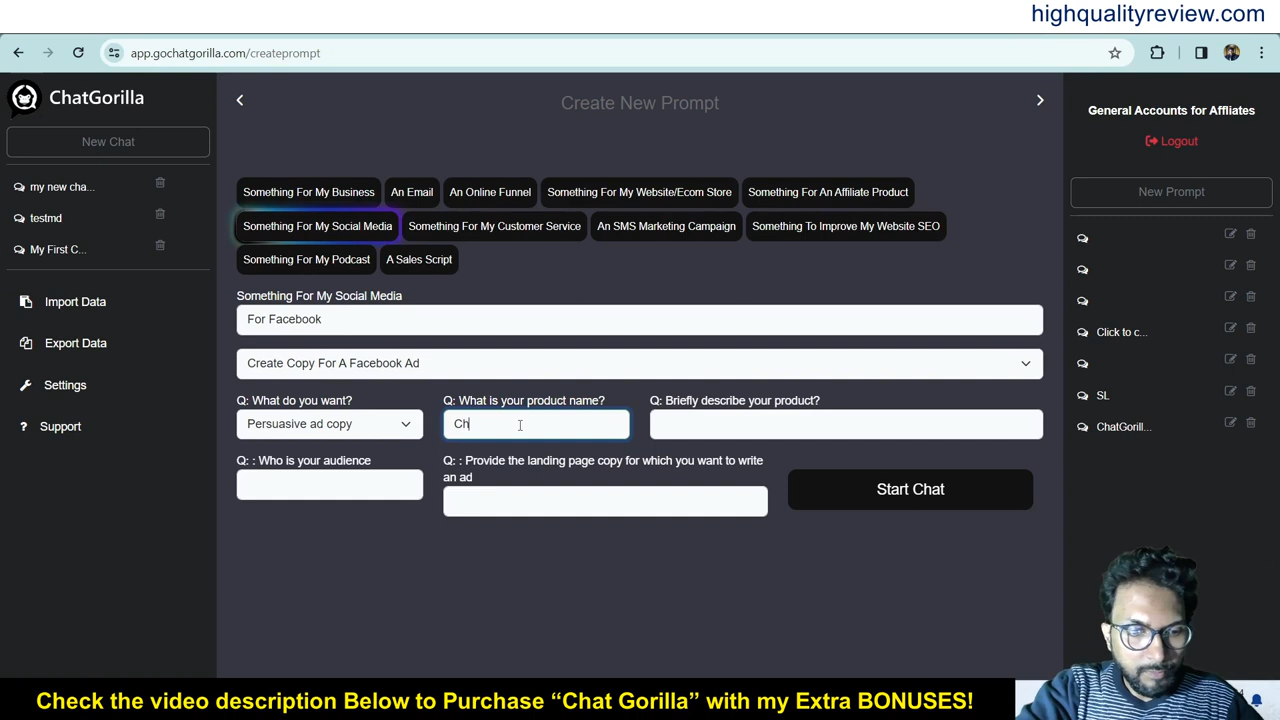 highqualityreview.com
app.gochatgorilla.com/createprompt
ChatGorilla
New Chat
my new cha...
testmd
My First C...
Import Data
Export Data
Settings
Support
Create New Prompt
Something For My Business
An Email
An Online Funnel
Something For My Website/Ecom Store
Something For An Affiliate Product
Something For My Social Media
Something For My Customer Service
An SMS Marketing Campaign
Something To Improve My Website SEO
Something For My Podcast
A Sales Script
Something For My Social Media
For Facebook
Create Copy For A Facebook Ad
Q: What do you want?
Persuasive ad copy
Q: What is your product name?
Ch
Q: Briefly describe your product?
Q: : Who is your audience
Q: : Provide the landing page copy for which you want to write
an ad
Start Chat
General Accounts for Affliates
Logout
New Prompt
Click to c...
SL
ChatGorill...
Check the video description Below to Purchase “Chat Gorilla” with my Extra BONUSES!